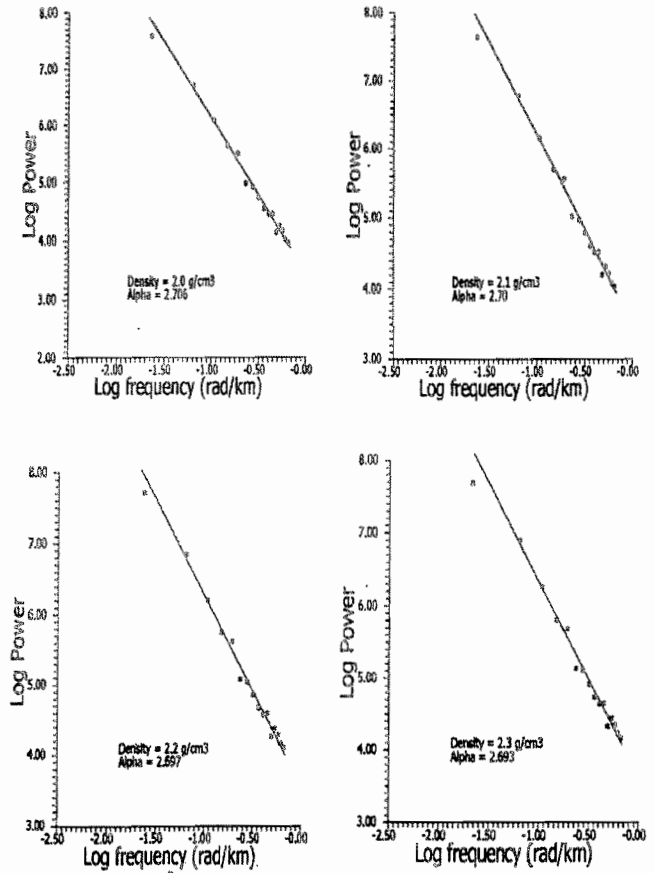 8.00
7.00
6.00
5.00
4.00
3.00
2.00
Log Power
Density = 2.0 g/cm3
Alpha = 2.706
-2.50 -2.00 -1.50 -1.00 -0.50 -0.00
Log frequency (rad/km)
8.00
7.00
6.00
5.00
4.00
3.00
Log Power
Density = 2.1 g/cm3
Alpha = 2.70
-2.50 -2.00 -1.50 -1.00 -0.50 -0.00
Log frequency (rad/km)
8.00
7.00
6.00
5.00
4.00
3.00
Log Power
Density = 2.2 g/cm3
Alpha = 2.697
-2.50 -2.00 -1.50 -1.00 -0.50 -0.00
Log frequency (rad/km)
8.00
7.00
6.00
5.00
4.00
3.00
Log Power
Density = 2.3 g/cm3
Alpha = 2.693
-2.50 -2.00 -1.50 -1.00 -0.50 -0.00
Log frequency (rad/km)